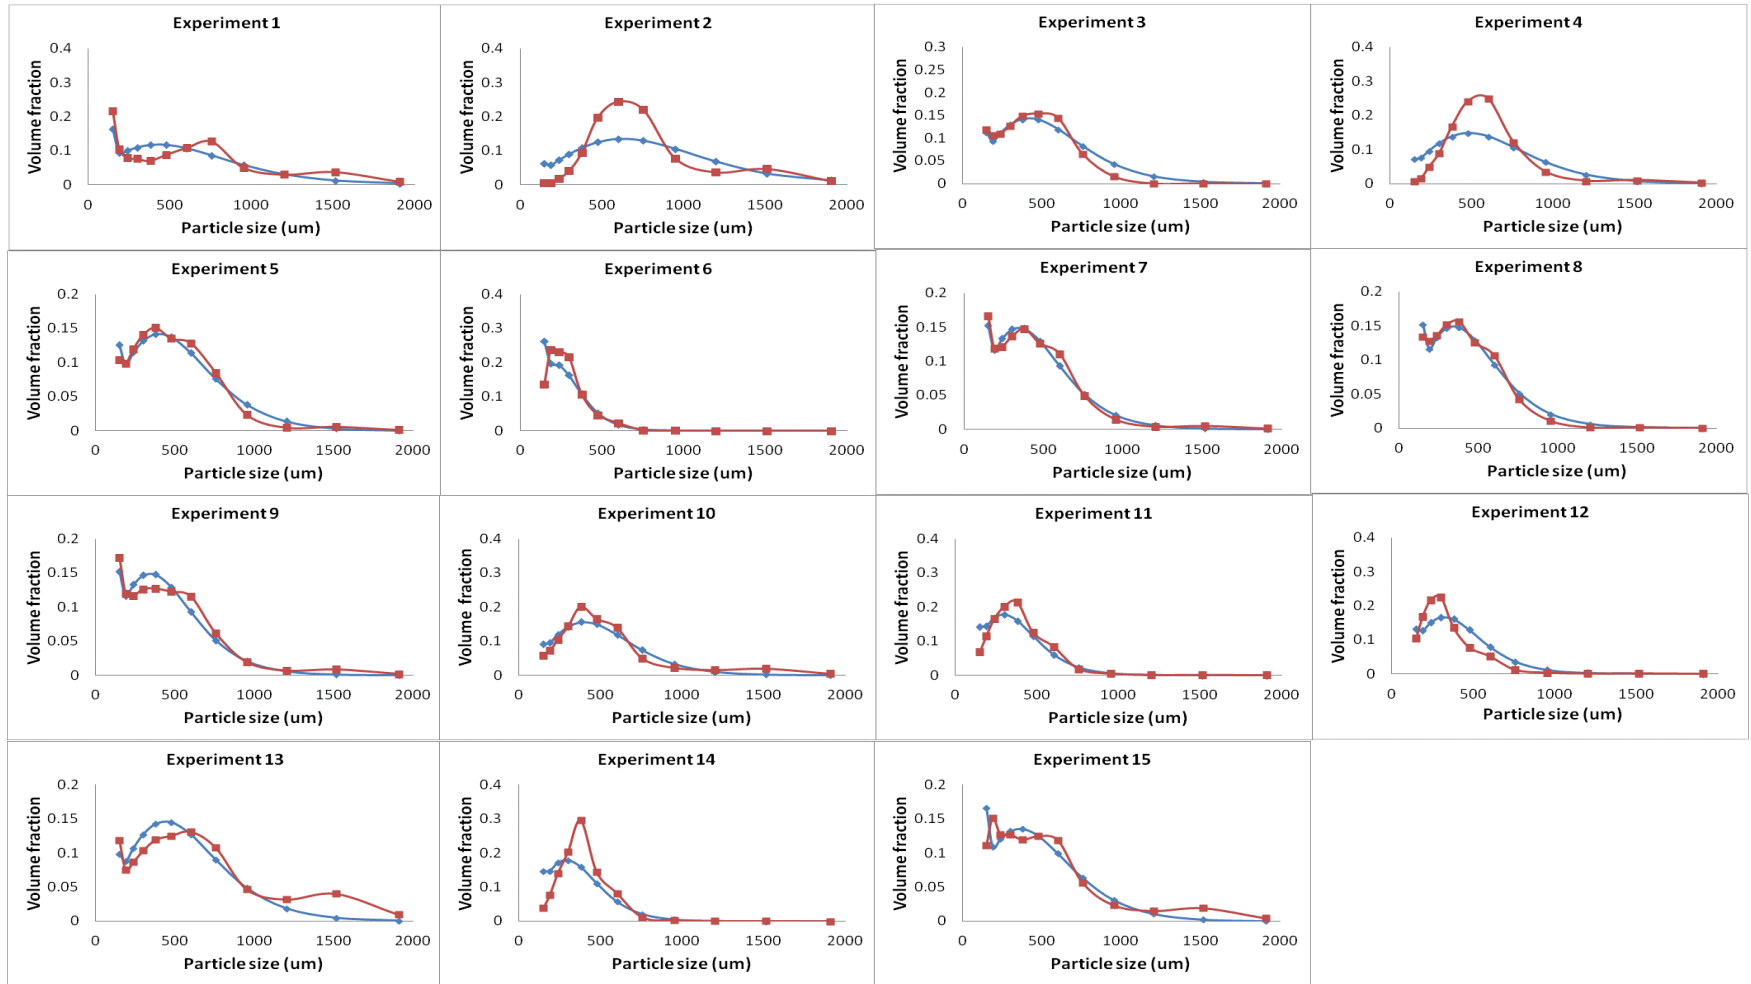 Experiment 1
Volume fraction
0.4
0.3
0.2
0.1
0
0 500 1000 1500 2000
Particle size (um)
Experiment 2
Volume fraction
0.4
0.3
0.2
0.1
0
0 500 1000 1500 2000
Particle size (um)
Experiment 3
Volume fraction
0.3
0.25
0.2
0.15
0.1
0.05
0
0 500 1000 1500 2000
Particle size (um)
Experiment 4
Volume fraction
0.4
0.3
0.2
0.1
0
0 500 1000 1500 2000
Particle size (um)
Experiment 5
Volume fraction
0.2
0.15
0.1
0.05
0
0 500 1000 1500 2000
Particle size (um)
Experiment 6
Volume fraction
0.4
0.3
0.2
0.1
0
0 500 1000 1500 2000
Particle size (um)
Experiment 7
Volume fraction
0.2
0.15
0.1
0.05
0
0 500 1000 1500 2000
Particle size (um)
Experiment 8
Volume fraction
0.2
0.15
0.1
0.05
0
0 500 1000 1500 2000
Particle size (um)
Experiment 9
Volume fraction
0.2
0.15
0.1
0.05
0
0 500 1000 1500 2000
Particle size (um)
Experiment 10
Volume fraction
0.4
0.3
0.2
0.1
0
0 500 1000 1500 2000
Particle size (um)
Experiment 11
Volume fraction
0.4
0.3
0.2
0.1
0
0 500 1000 1500 2000
Particle size (um)
Experiment 12
Volume fraction
0.4
0.3
0.2
0.1
0
0 500 1000 1500 2000
Particle size (um)
Experiment 13
Volume fraction
0.2
0.15
0.1
0.05
0
0 500 1000 1500 2000
Particle size (um)
Experiment 14
Volume fraction
0.4
0.3
0.2
0.1
0
0 500 1000 1500 2000
Particle size (um)
Experiment 15
Volume fraction
0.2
0.15
0.1
0.05
0
0 500 1000 1500 2000
Particle size (um)